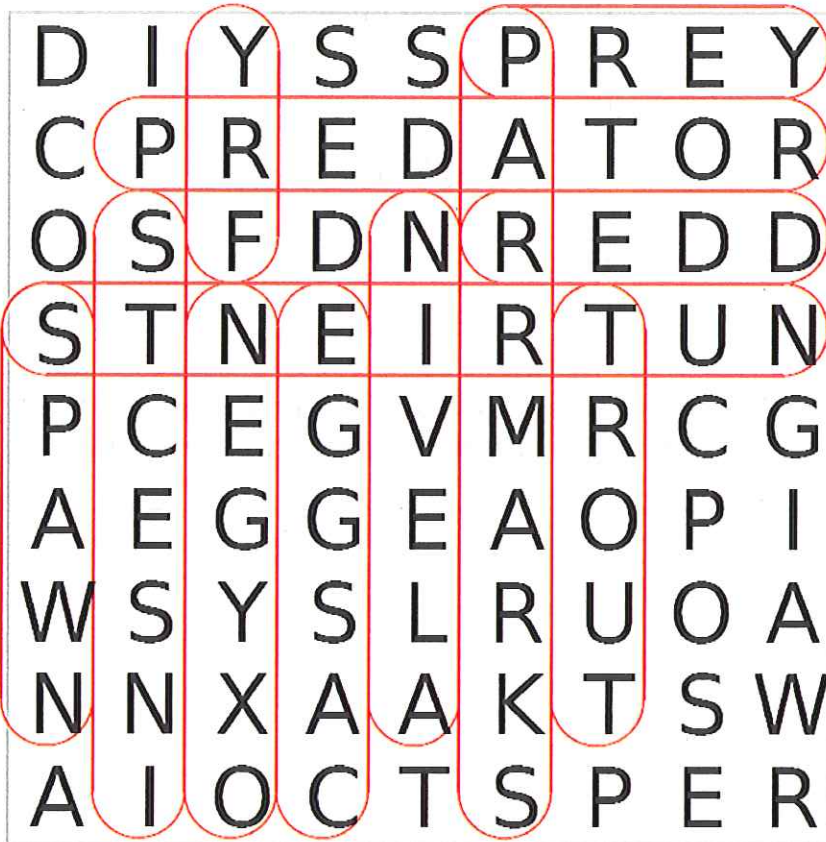 D I Y S S P R E Y
C P R E D A T O R
O S F D N R E D D
S T N E I R T U N
P C E G V M R C G
A E G G E A O P I
W S Y S L R U O A
N N X A A K T S W
A I O C T S P E R